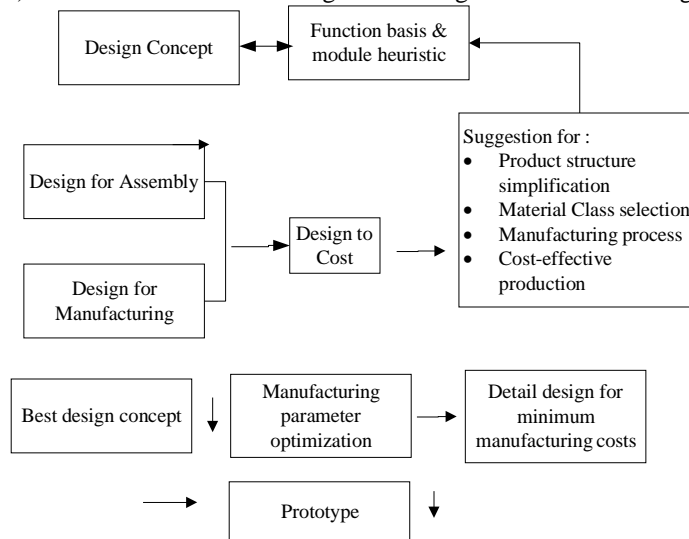 Function basis &
module heuristic
Design Concept
Suggestion for :
• Product structure
simplification
• Material Class selection
• Manufacturing process
• Cost-effective
production
Design for Assembly
Design to
Cost
Design for
Manufacturing
Best design concept
Manufacturing
parameter
optimization
Detail design for
minimum
manufacturing costs
Prototype